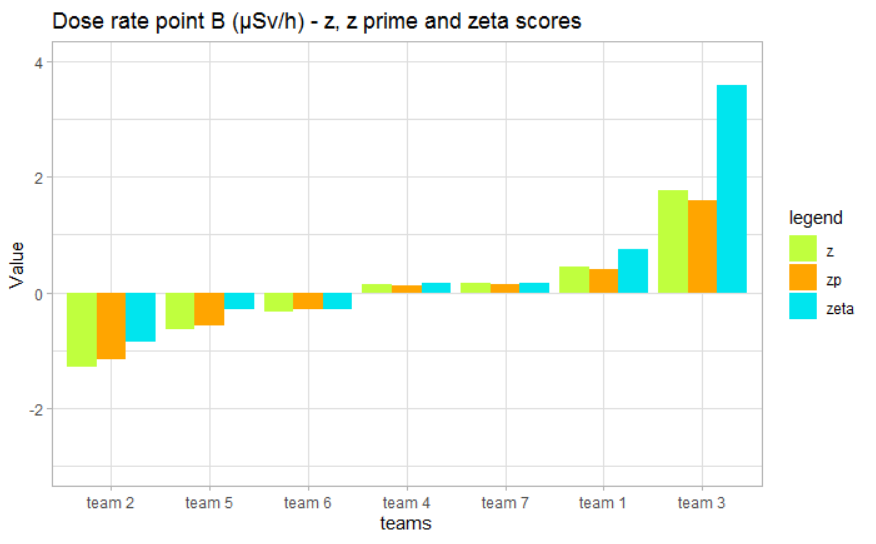 Dose rate point B (µSv/h) - z, z prime and zeta scores
4
2
0
-2
Value
team 2 team 5 team 6 team 4 team 7 team 1 team 3
teams
legend
z
zp
zeta